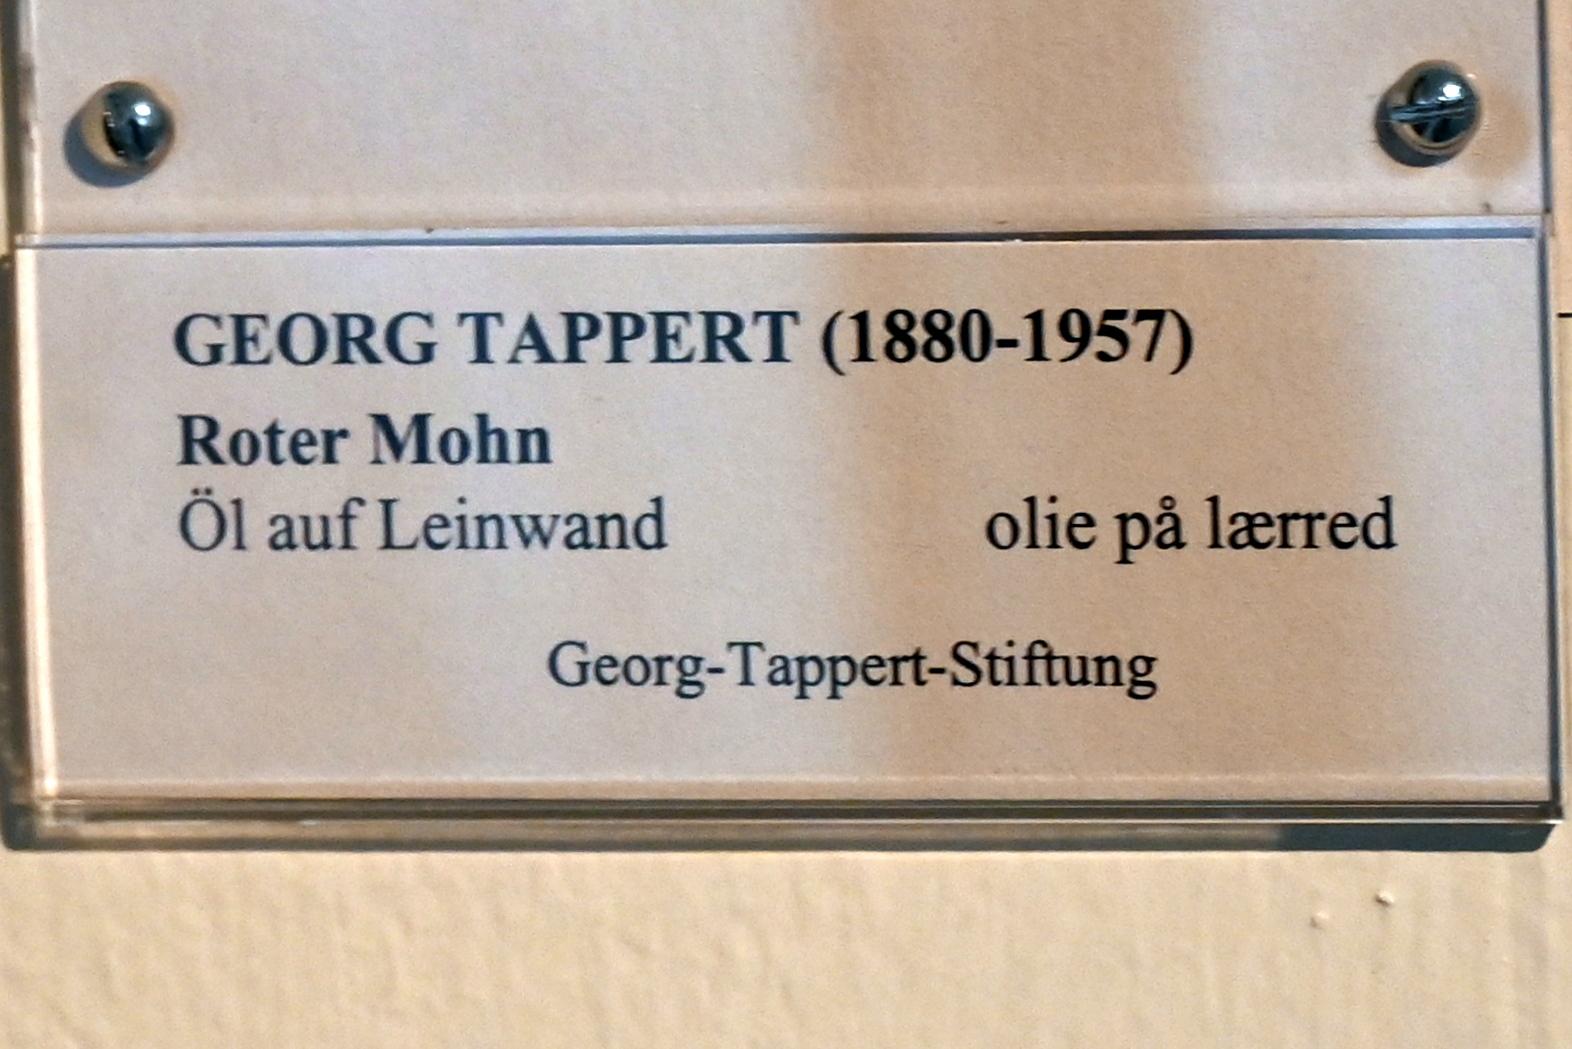 GEORG TAPPERT (1880-1957)
Roter Mohn
Öl auf Leinwand olie på lærred
Georg-Tappert-Stiftung